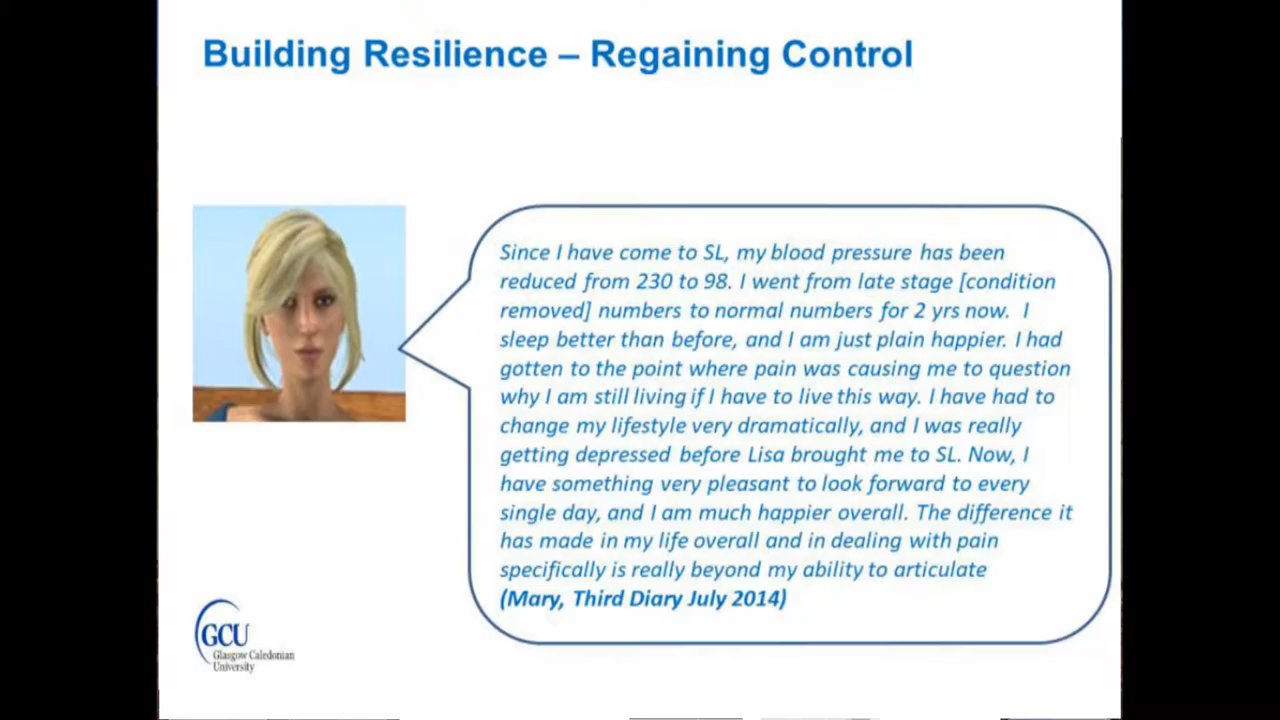 Building Resilience – Regaining Control
Since I have come to SL, my blood pressure has been
reduced from 230 to 98. I went from late stage [condition
removed] numbers to normal numbers for 2 yrs now. I
sleep better than before, and I am just plain happier. I had
gotten to the point where pain was causing me to question
why I am still living if I have to live this way. I have had to
change my lifestyle very dramatically, and I was really
getting depressed before Lisa brought me to SL. Now, I
have something very pleasant to look forward to every
single day, and I am much happier overall. The difference it
has made in my life overall and in dealing with pain
specifically is really beyond my ability to articulate
(Mary, Third Diary July 2014)
GCU
Glasgow Caledonian
University